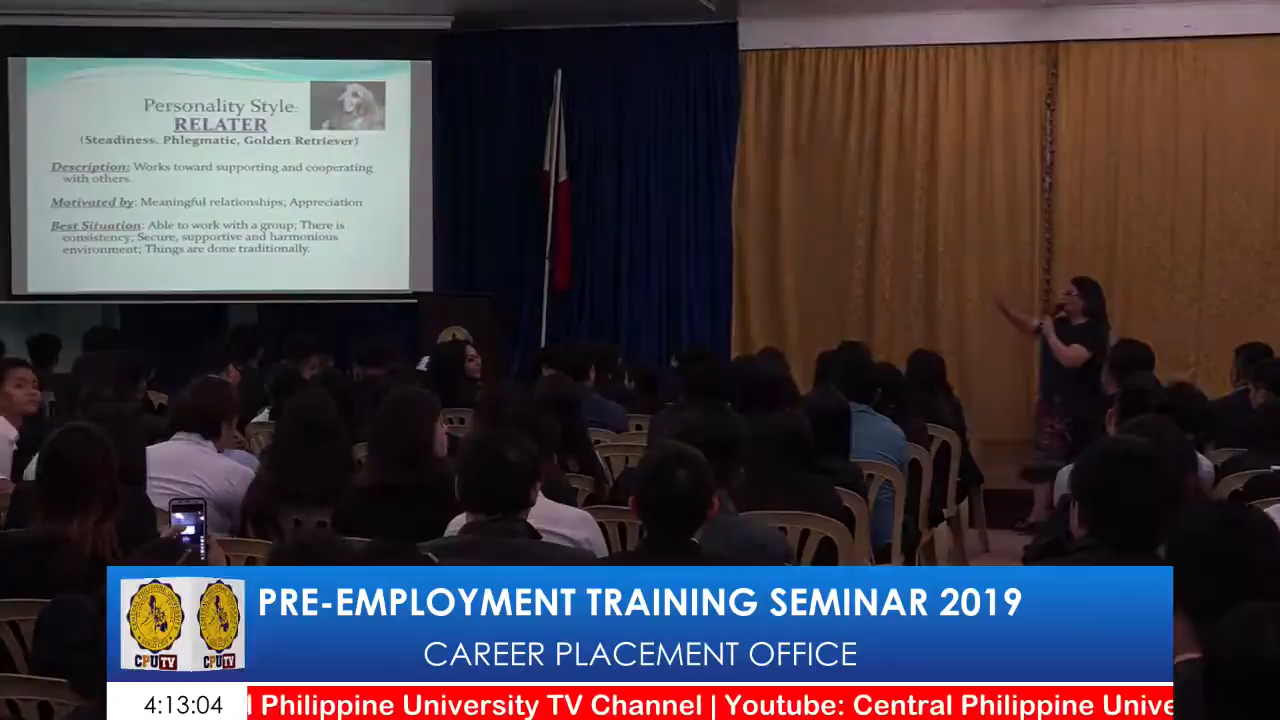 Personality Style:
RELATER
(Steadiness, Phlegmatic, Golden Retriever)
Description: Works toward supporting and cooperating
with others.
Motivated by: Meaningful relationships; Appreciation
Best Situation: Able to work with a group; There is
consistency; Secure, supportive and harmonious
environment; Things are done traditionally.
PRE-EMPLOYMENT TRAINING SEMINAR 2019
CAREER PLACEMENT OFFICE
CPUTV CPUTV
4:13:04
Philippine University TV Channel | Youtube: Central Philippine Unive